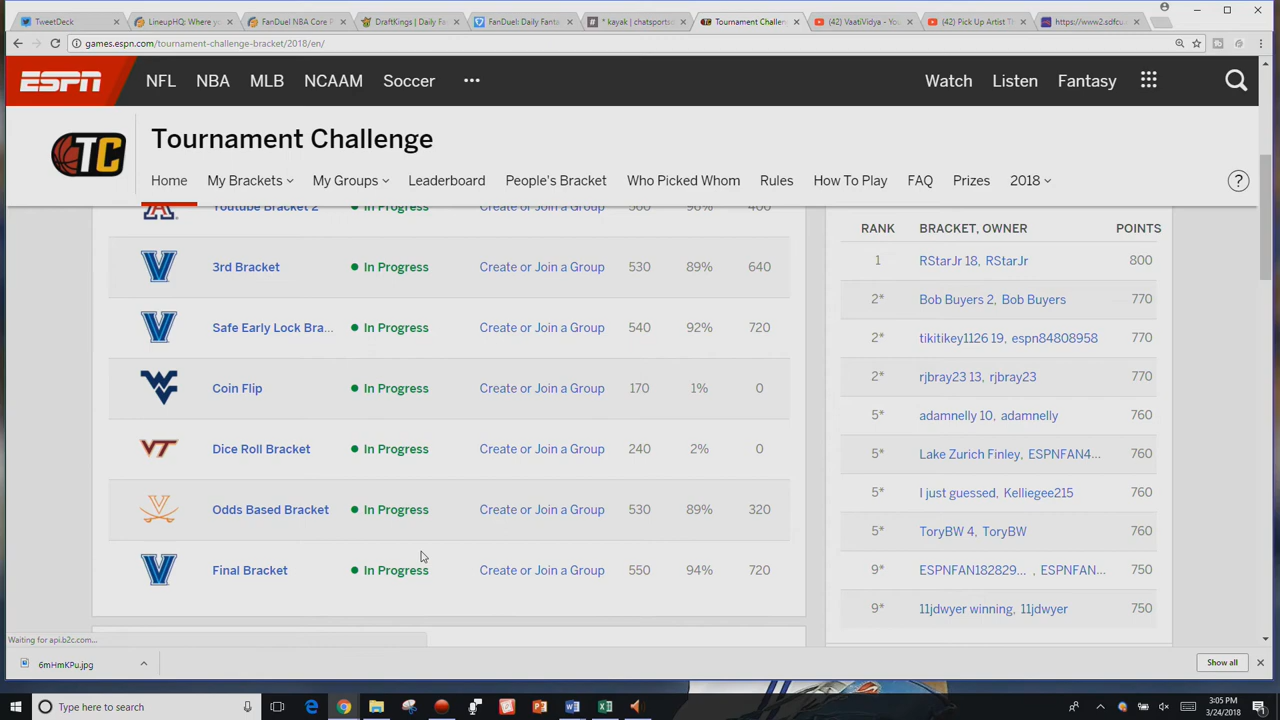 TweetDeck
LineupHQ: Where yo
FanDuel NBA Core P
DraftKings | Daily Fa
FanDuel: Daily Fanta
* kayak | chatsports
Tournament Challen
(42) VaatiVidya - You
(42) Pick Up Artist Th
https://www2.sdfcu.o
games.espn.com/tournament-challenge-bracket/2018/en/
ESPN NFL NBA MLB NCAAM Soccer ••• Watch Listen Fantasy
TC
Tournament Challenge
Home My Brackets My Groups Leaderboard People's Bracket Who Picked Whom Rules How To Play FAQ Prizes 2018 ?
Youtube Bracket 2 In Progress Create or Join a Group 500 460
3rd Bracket In Progress Create or Join a Group 530 89% 640
Safe Early Lock Bra... In Progress Create or Join a Group 540 92% 720
Coin Flip In Progress Create or Join a Group 170 1% 0
VT Dice Roll Bracket In Progress Create or Join a Group 240 2% 0
Odds Based Bracket In Progress Create or Join a Group 530 89% 320
Final Bracket In Progress Create or Join a Group 550 94% 720
RANK BRACKET, OWNER POINTS
1 RStarJr 18, RStarJr 800
2* Bob Buyers 2, Bob Buyers 770
2* tikitikey1126 19, espn84808958 770
2* rjbray23 13, rjbray23 770
5* adamnelly 10, adamnelly 760
5* Lake Zurich Finley, ESPNFAN4... 760
5* I just guessed, Kelliegee215 760
5* ToryBW 4, ToryBW 760
9* ESPNFAN182829... , ESPNFAN... 750
9* 11jdwyer winning, 11jdwyer 750
Waiting for api.b2c.com...
6mHmKPu.jpg
Show all
Type here to search
3:05 PM
3/24/2018